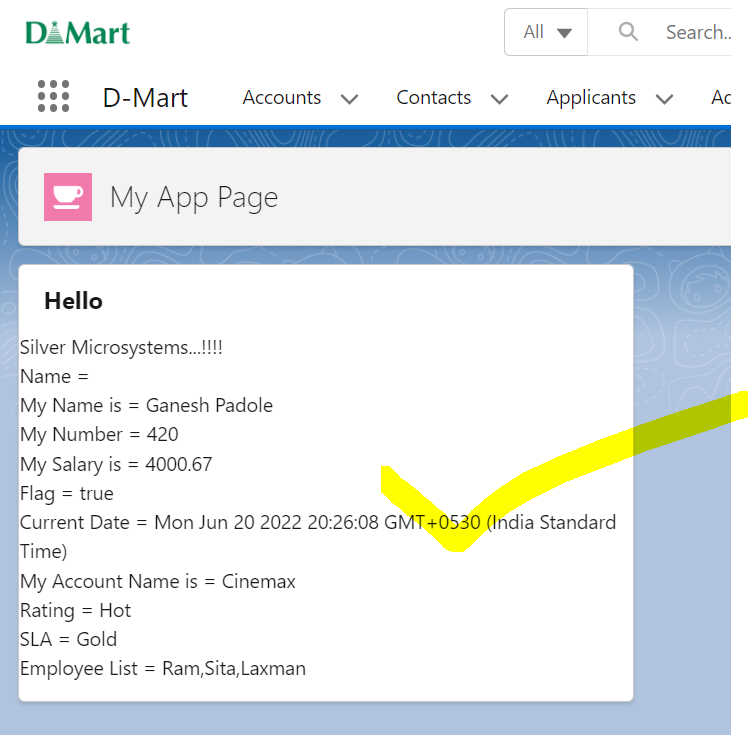 D Mart
All
Search..
D-Mart
Accounts
Contacts
Applicants
My App Page
Hello
Silver Microsystems...!!!!
Name =
My Name is = Ganesh Padole
My Number = 420
My Salary is = 4000.67
Flag = true
Current Date = Mon Jun 20 2022 20:26:08 GMT+0530 (India Standard
Time)
My Account Name is = Cinemax
Rating = Hot
SLA = Gold
Employee List = Ram,Sita,Laxman